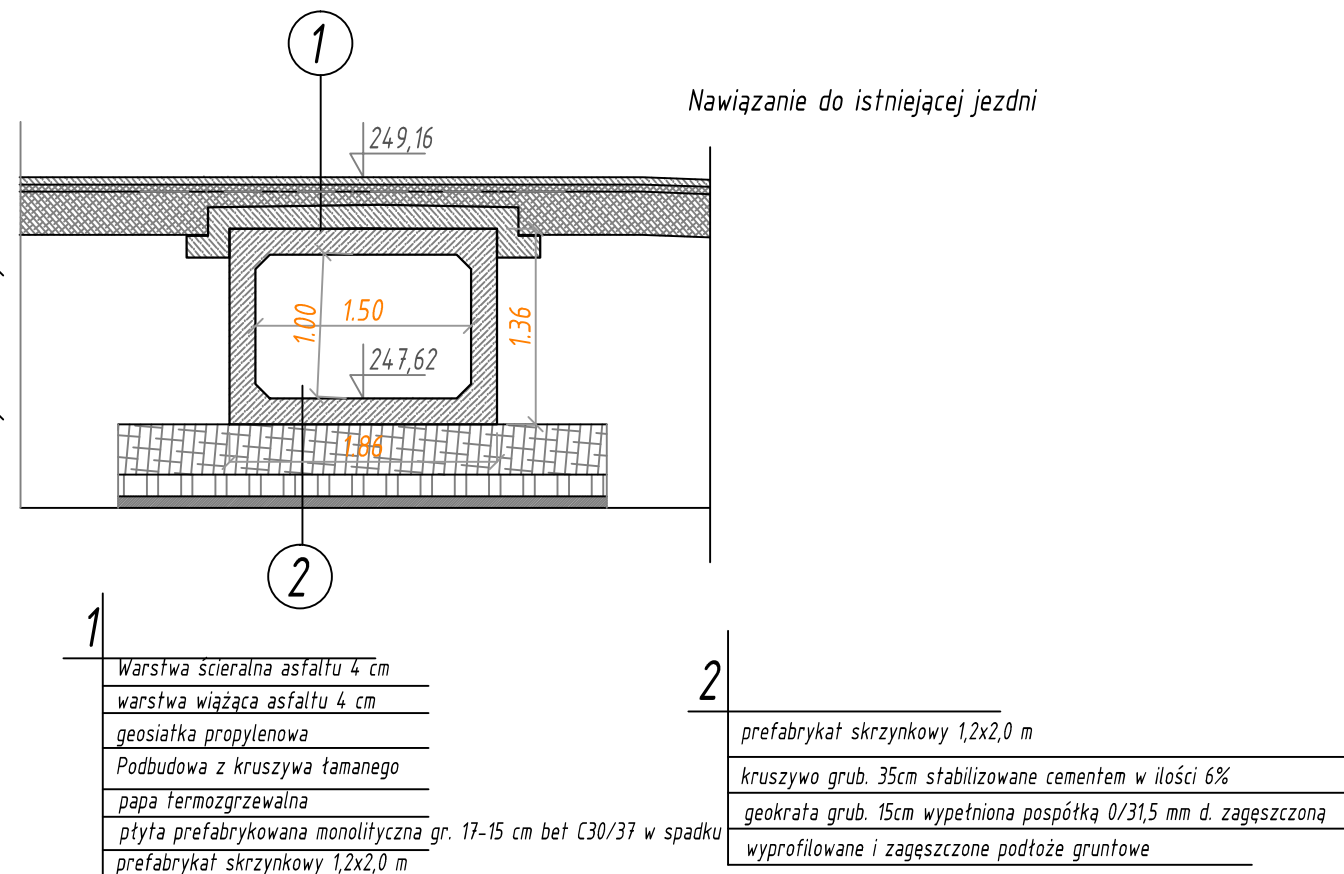 1
Nawiązanie do istniejącej jezdni
249,16
1.00
1.50
1.36
247,62
1.86
2
1
Warstwa ścieralna asfaltu 4 cm
warstwa wiążąca asfaltu 4 cm
geosiatka propylenowa
Podbudowa z kruszywa łamanego
papa termozgrzewalna
płyta prefabrykowana monolityczna gr. 17-15 cm bet C30/37 w spadku
prefabrykat skrzynkowy 1,2x2,0 m
2
prefabrykat skrzynkowy 1,2x2,0 m
kruszywo grub. 35cm stabilizowane cementem w ilości 6%
geokrata grub. 15cm wypełniona pospółką 0/31,5 mm d. zagęszczoną
wyprofilowane i zagęszczone podłoże gruntowe